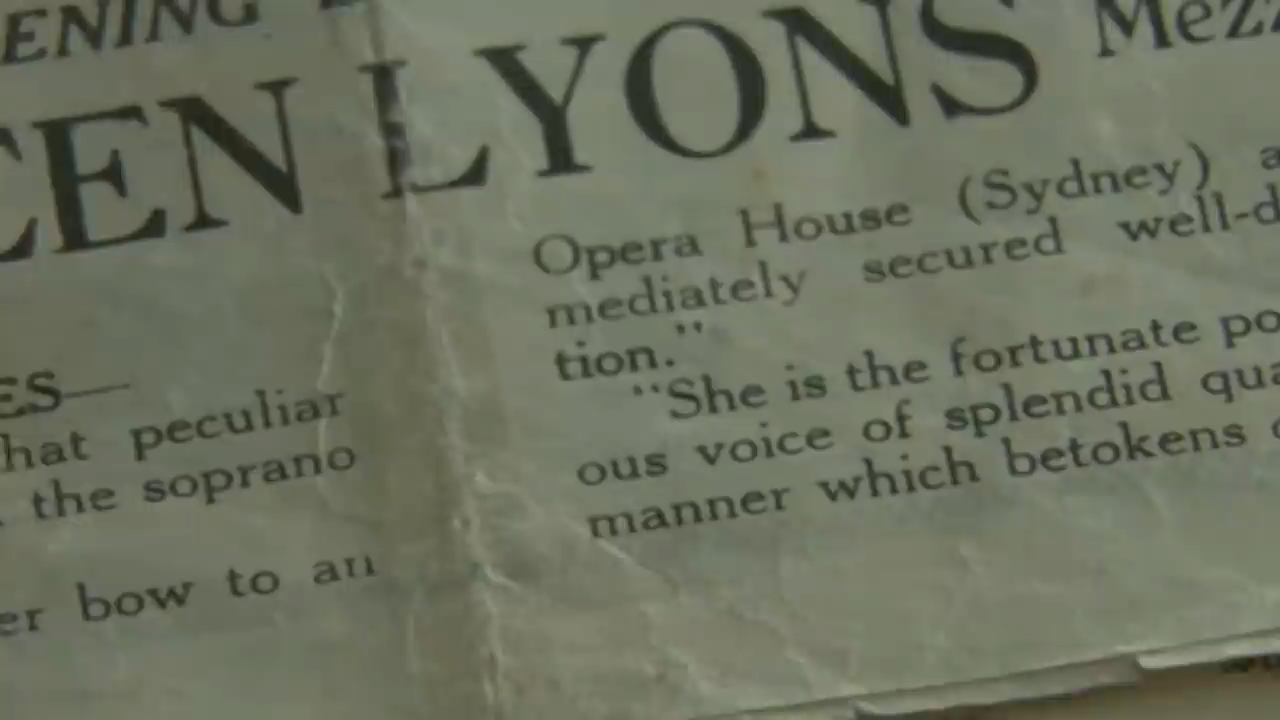 ENING
EEN LYONS Mezz
Opera House (Sydney) a
mediately secured well-d
tion."
"She is the fortunate po
ous voice of splendid qua
manner which betokens
ES—
hat peculiar
the soprano
er bow to an